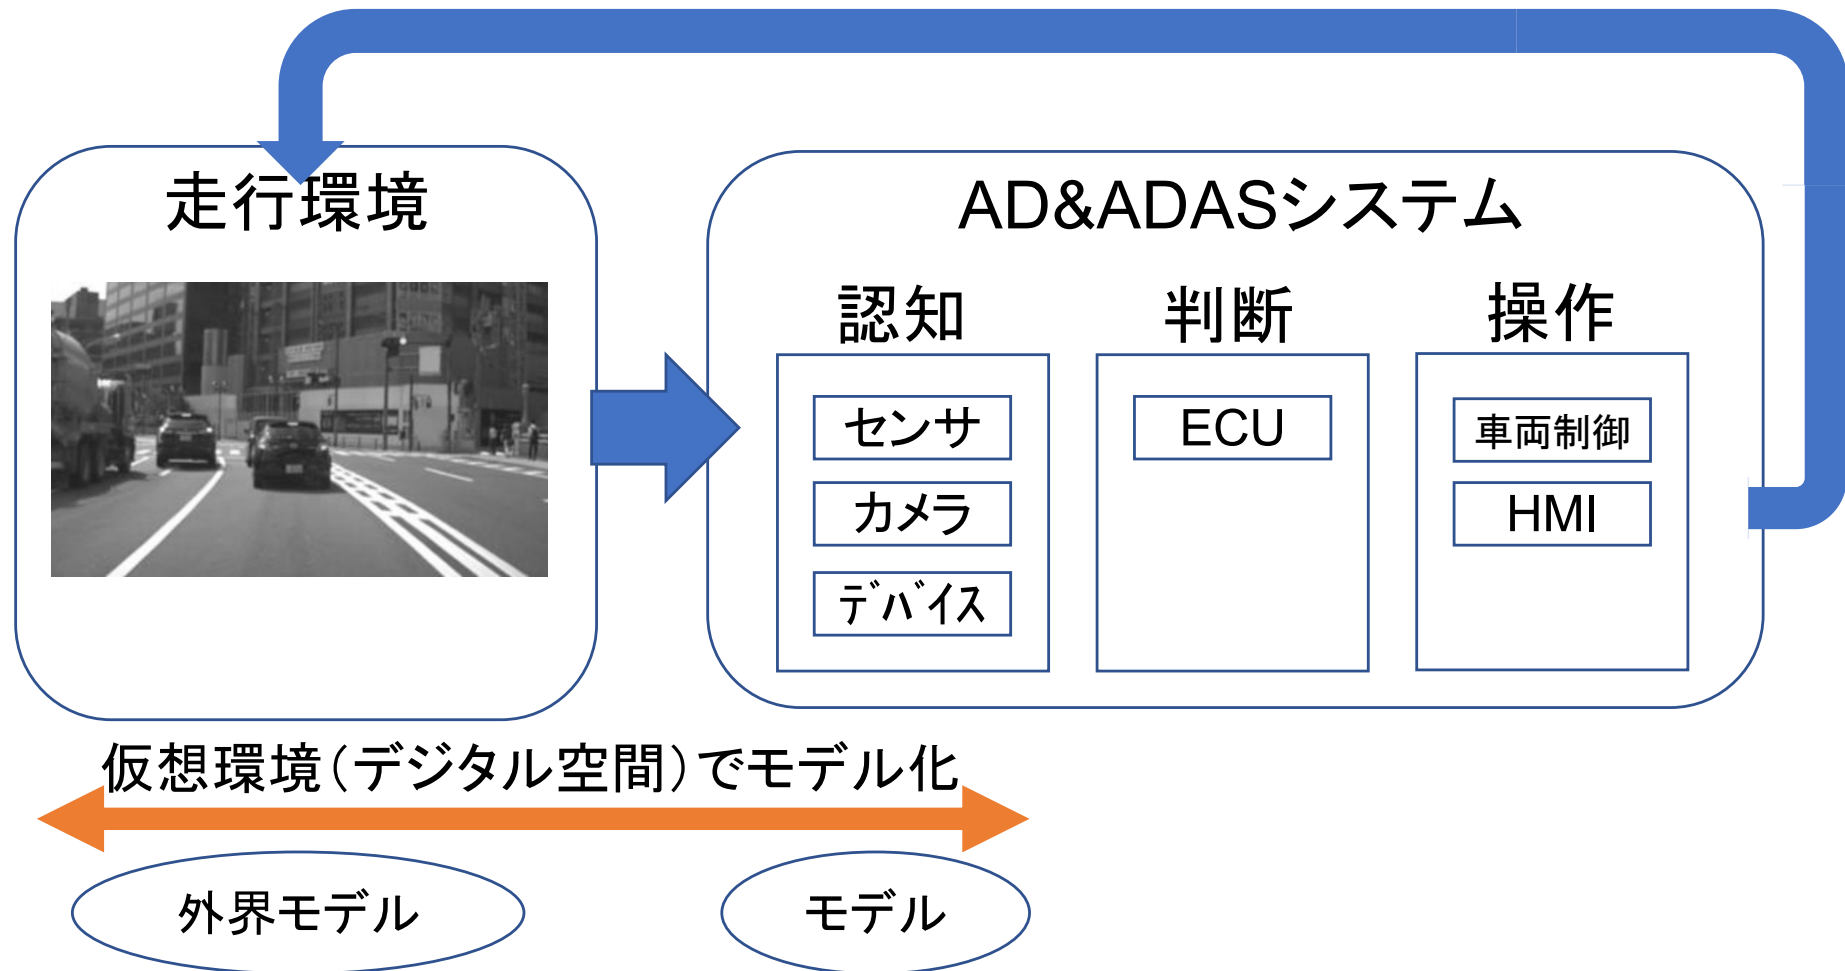 走行環境
AD&ADASシステム
認知
判断
操作
センサ
カメラ
ﾃﾞﾊﾞｲｽ
ECU
車両制御
HMI
仮想環境(デジタル空間)でモデル化
外界モデル
モデル